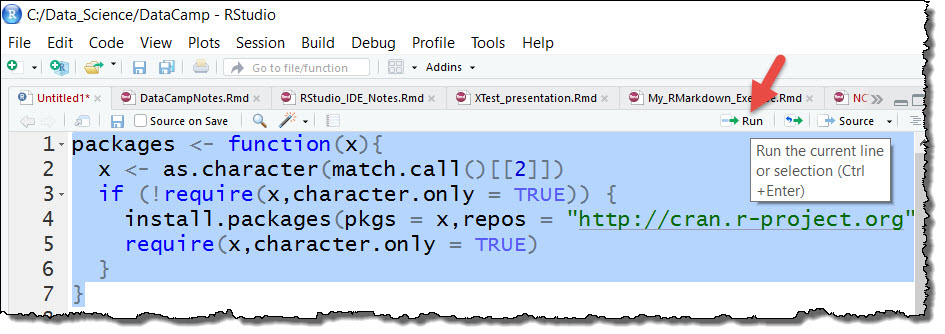 C:/Data_Science/DataCamp - RStudio
File Edit Code View Plots Session Build Debug Profile Tools Help
Go to file/function Addins
Untitled1* DataCampNotes.Rmd RStudio_IDE_Notes.Rmd XTest_presentation.Rmd My_RMarkdown_Exe se.Rmd NC
Source on Save Run Source
Run the current line
or selection (Ctrl
+Enter)
1 packages <- function(x){
2 x <- as.character(match.call()[[2]])
3 if (!require(x,character.only = TRUE)) {
4 install.packages(pkgs = x,repos = "http://cran.r-project.org"
5 require(x,character.only = TRUE)
6 }
7 }